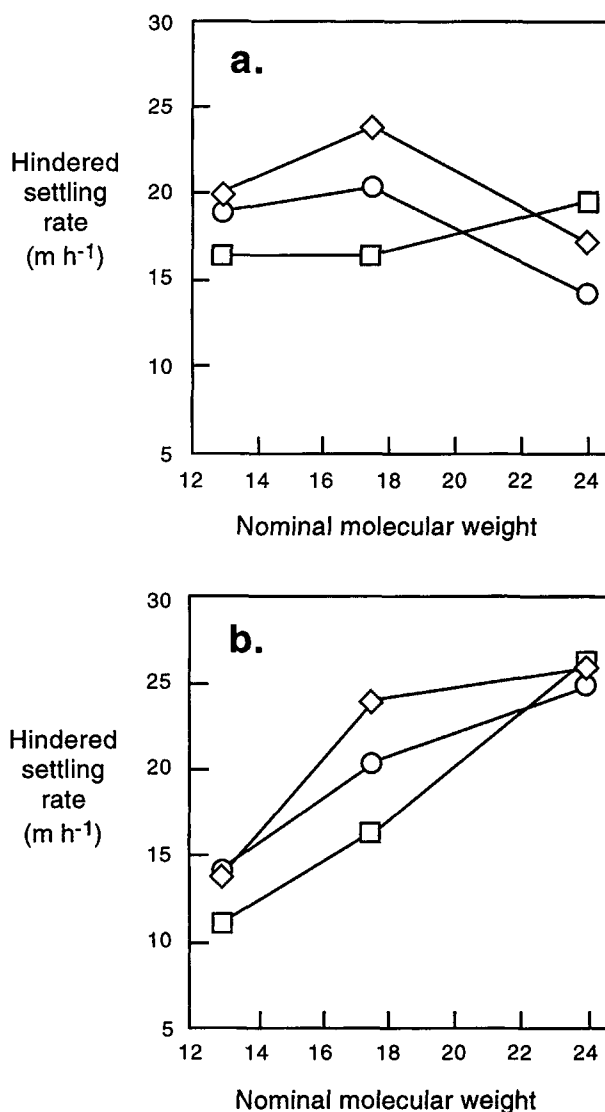 30
a.
25
Hindered
settling
rate
(m h-1)
20
15
10
5
12 14 16 18 20 22 24
Nominal molecular weight
30
b.
25
Hindered
settling
rate
(m h-1)
20
15
10
5
12 14 16 18 20 22 24
Nominal molecular weight